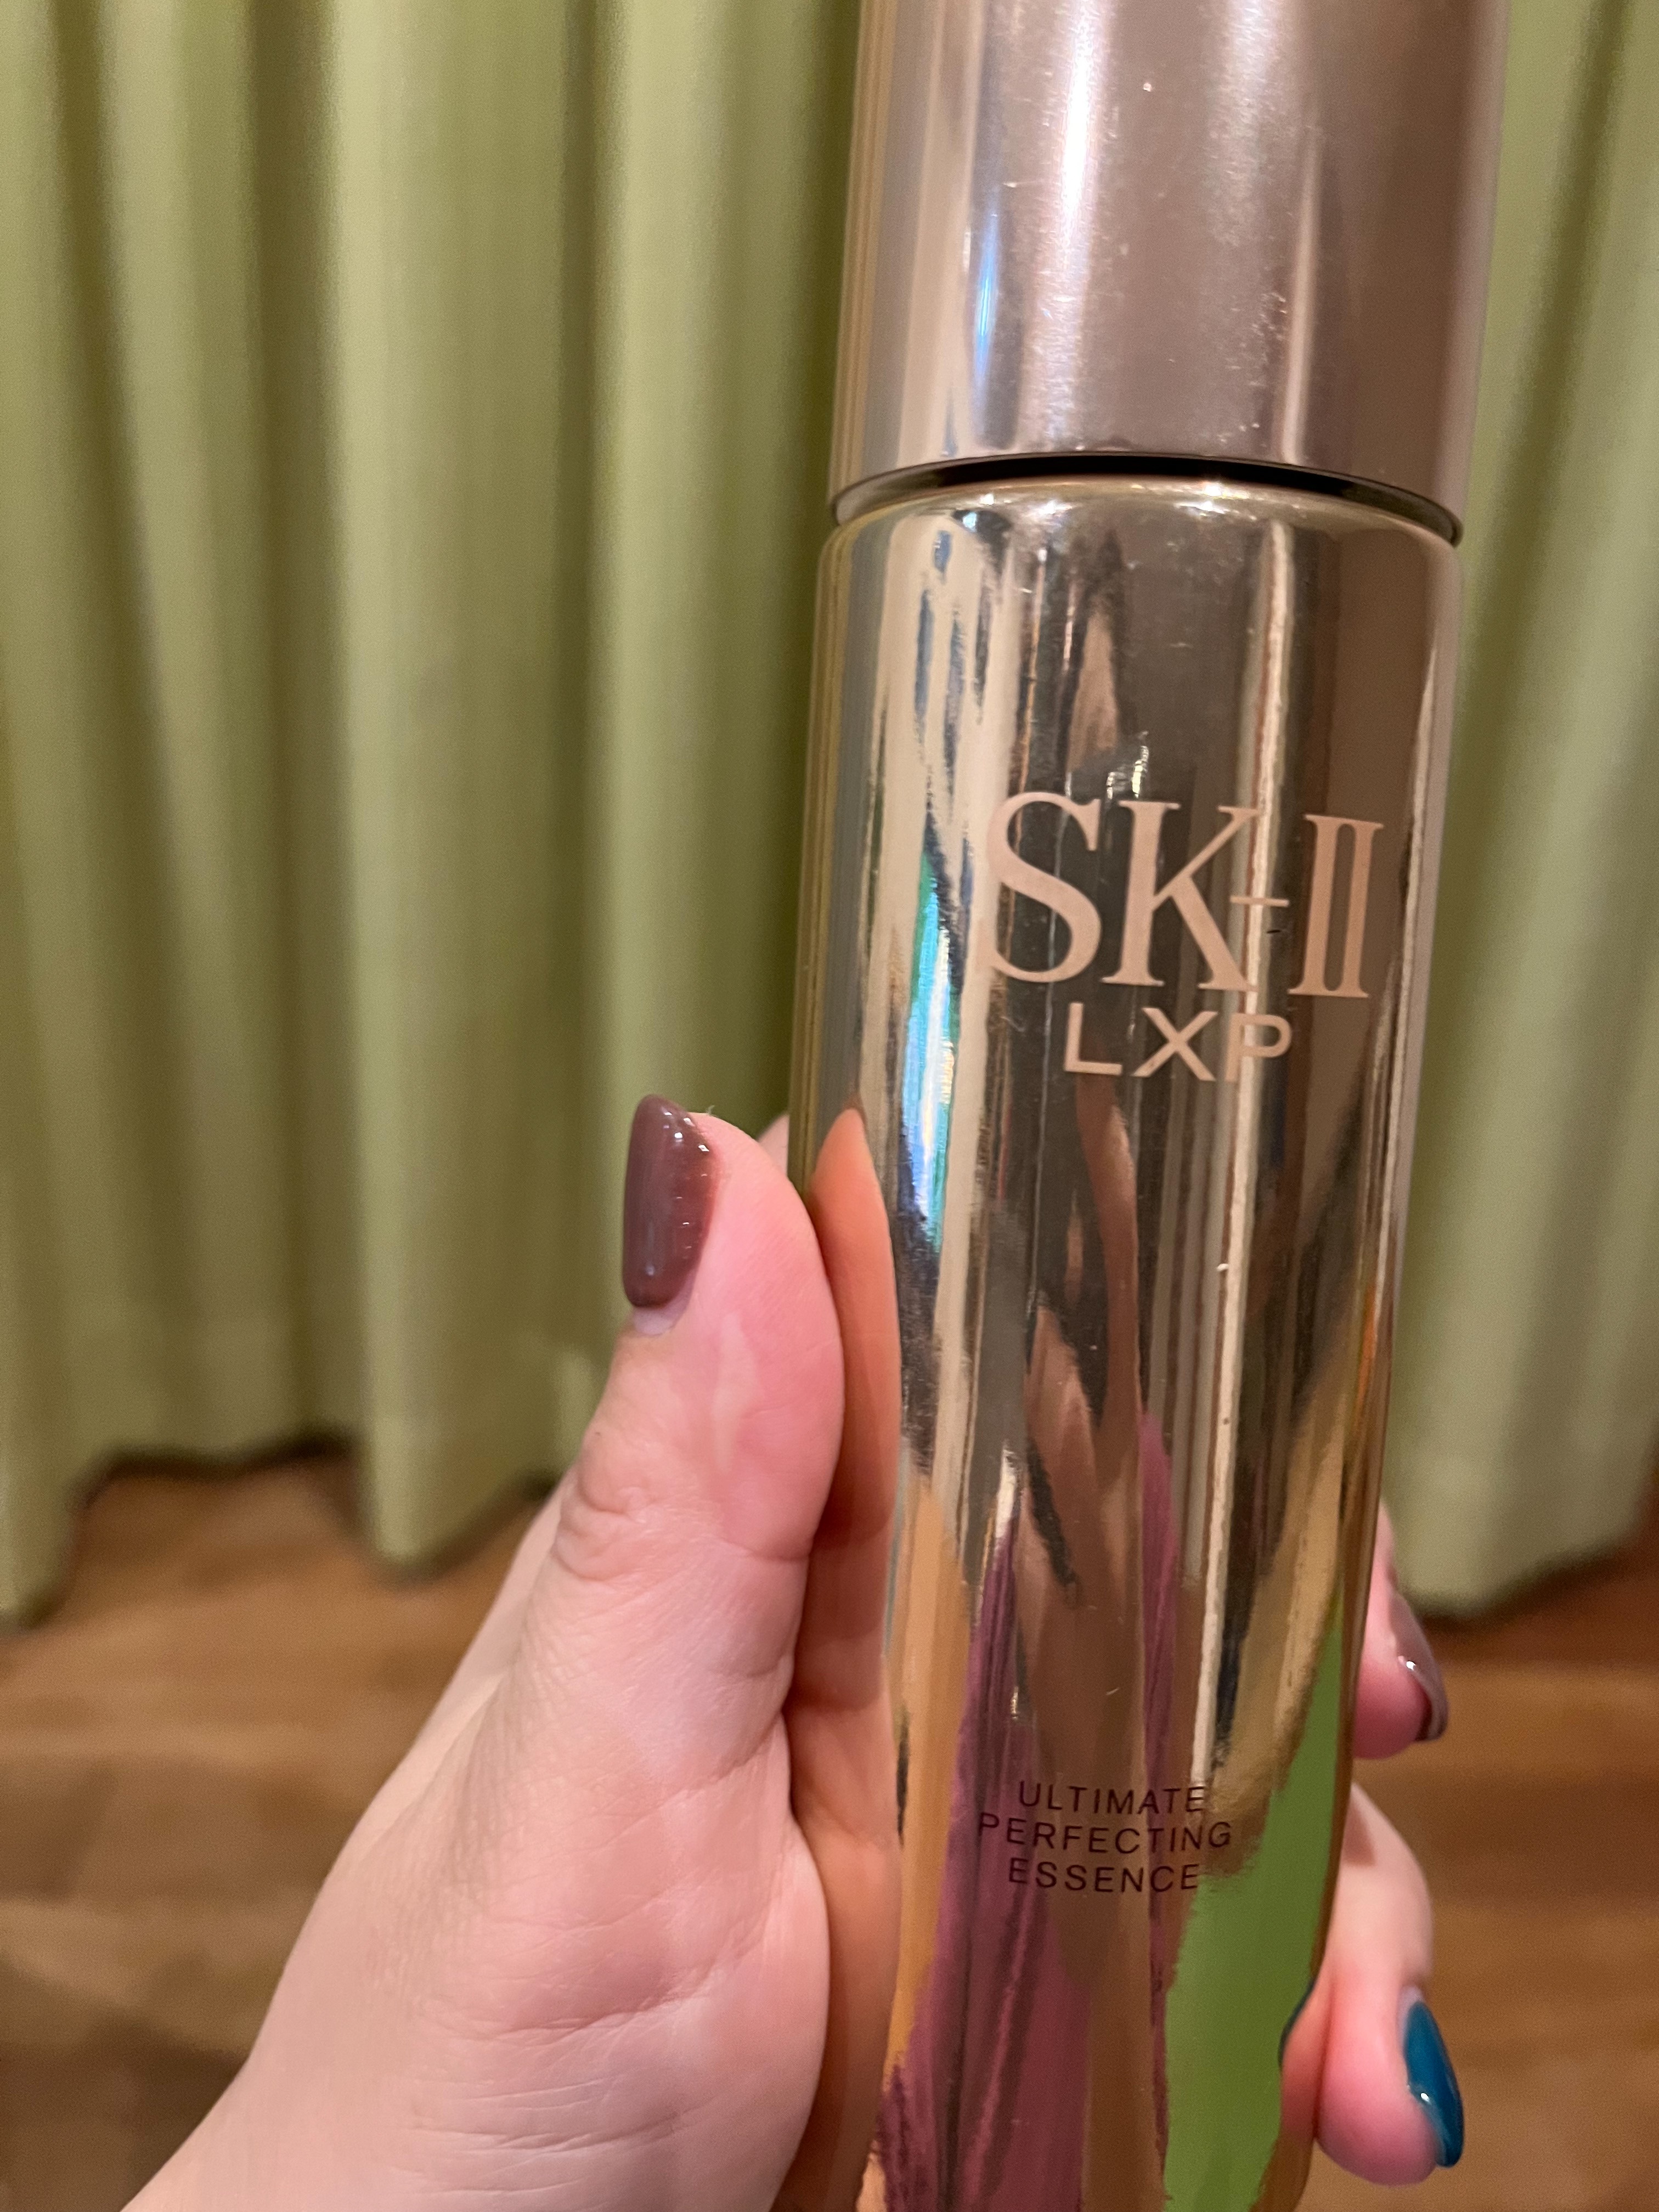 SK-II
LXP
ULTIMATE
PERFECTING
ESSENCE